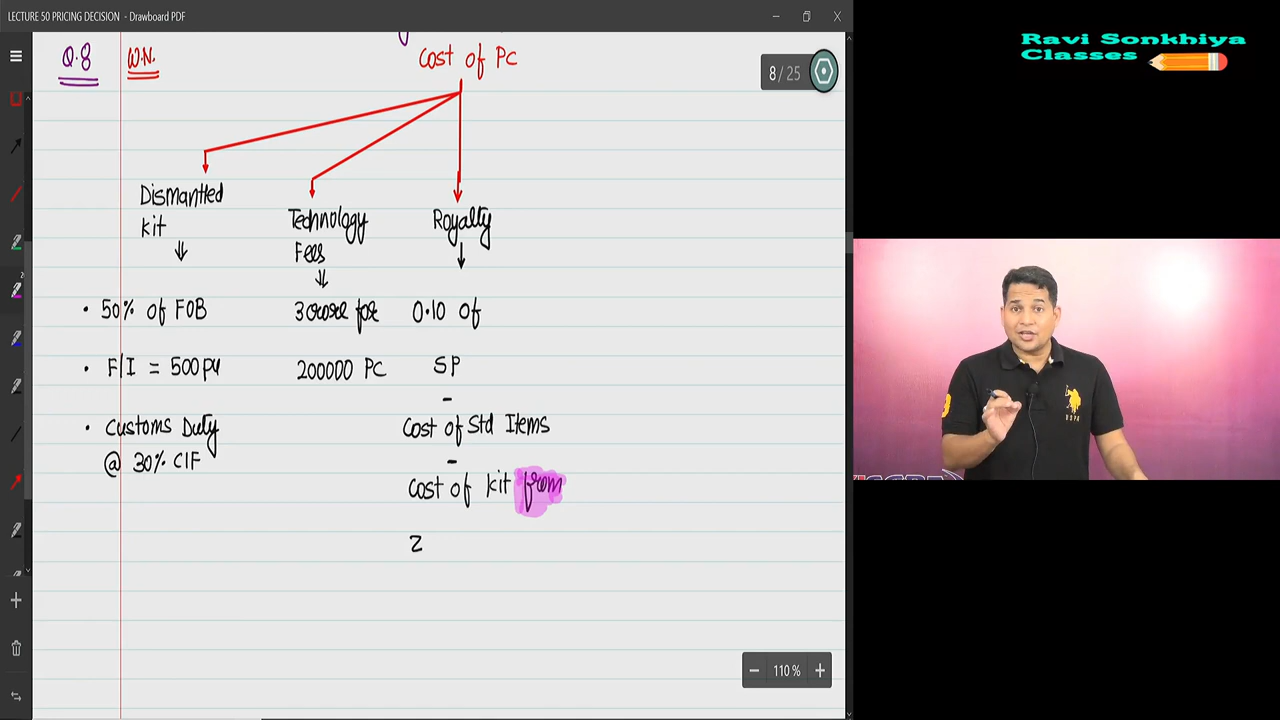 LECTURE 50 PRICING DECISION - Drawboard PDF
Ravi Sonkhiya
Classes
8 / 25
Q.8
W.N.
Cost of PC
Dismantled
Kit
Technology
Fees
Royalty
• 50% of FOB
3 crore for
0.10 of
• F/I = 500 pu
200000 PC
SP
-
• Customs Duty
@ 30% CIF
Cost of Std Items
-
Cost of Kit from
Z
110 %